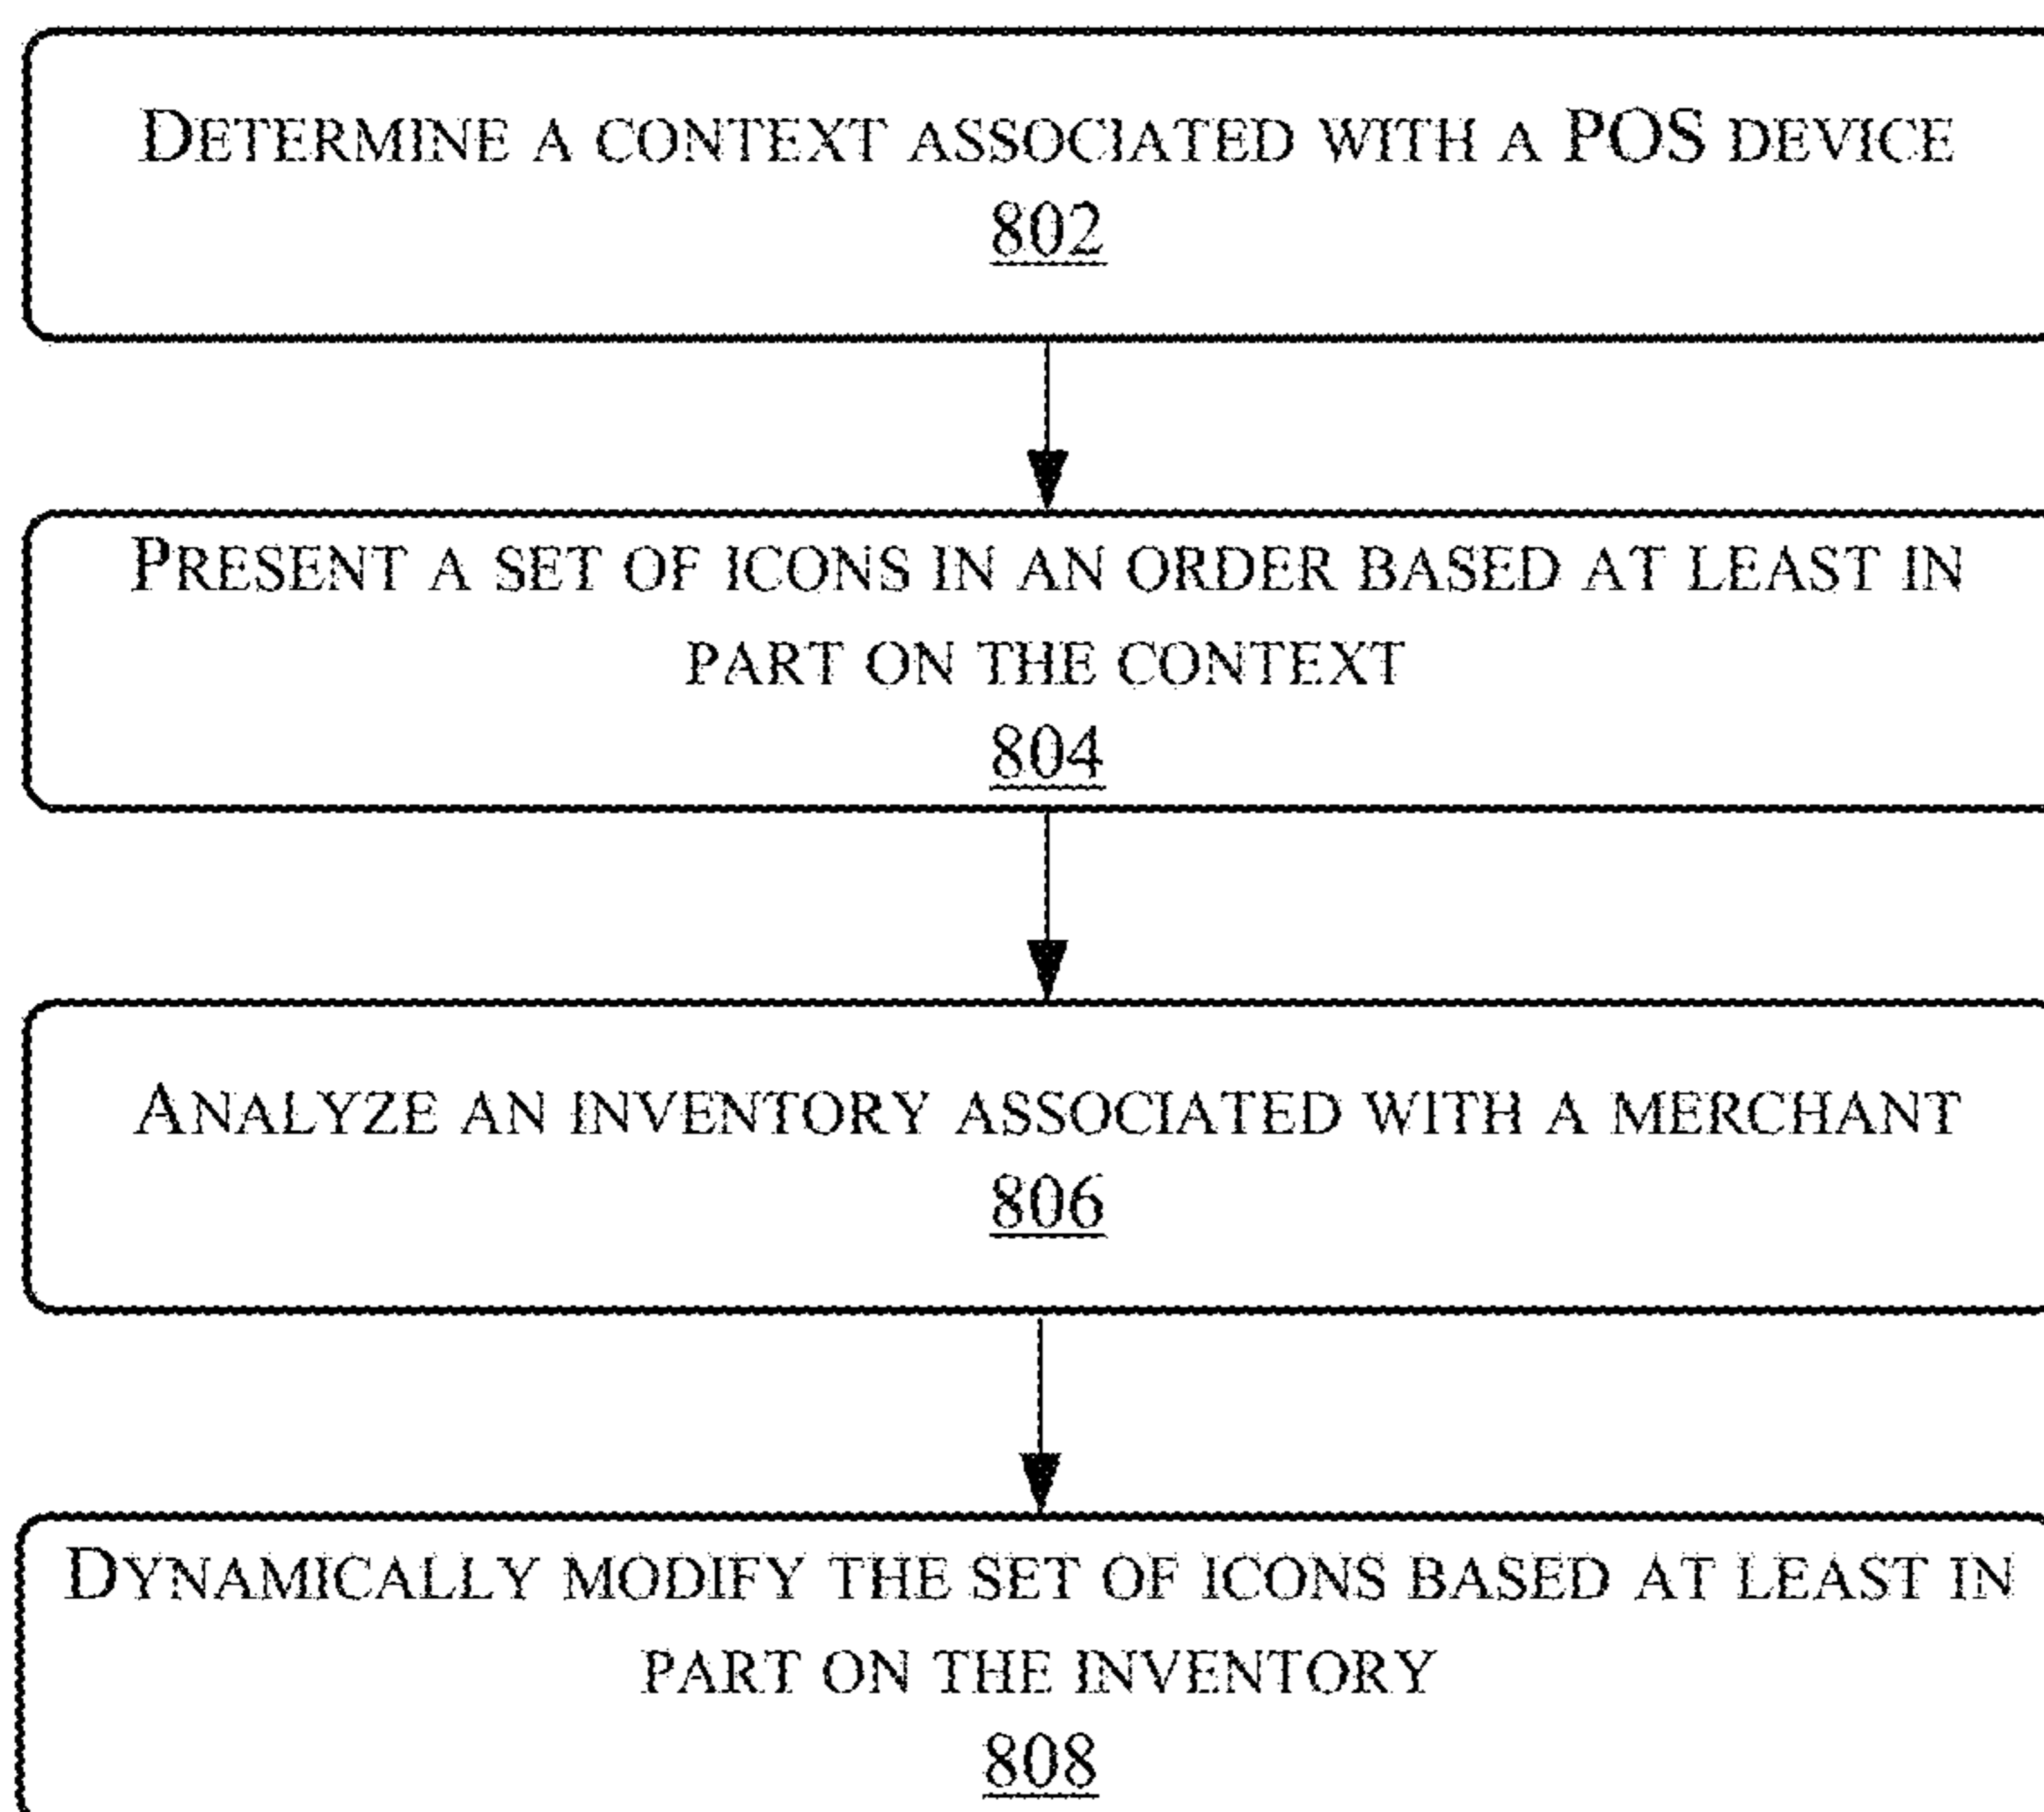 DETERMINE A CONTEXT ASSOCIATED WITH A POS DEVICE
802
PRESENT A SET OF ICONS IN AN ORDER BASED AT LEAST IN
PART ON THE CONTEXT
804
ANALYZE AN INVENTORY ASSOCIATED WITH A MERCHANT
806
DYNAMICALLY MODIFY THE SET OF ICONS BASED AT LEAST IN
PART ON THE INVENTORY
808